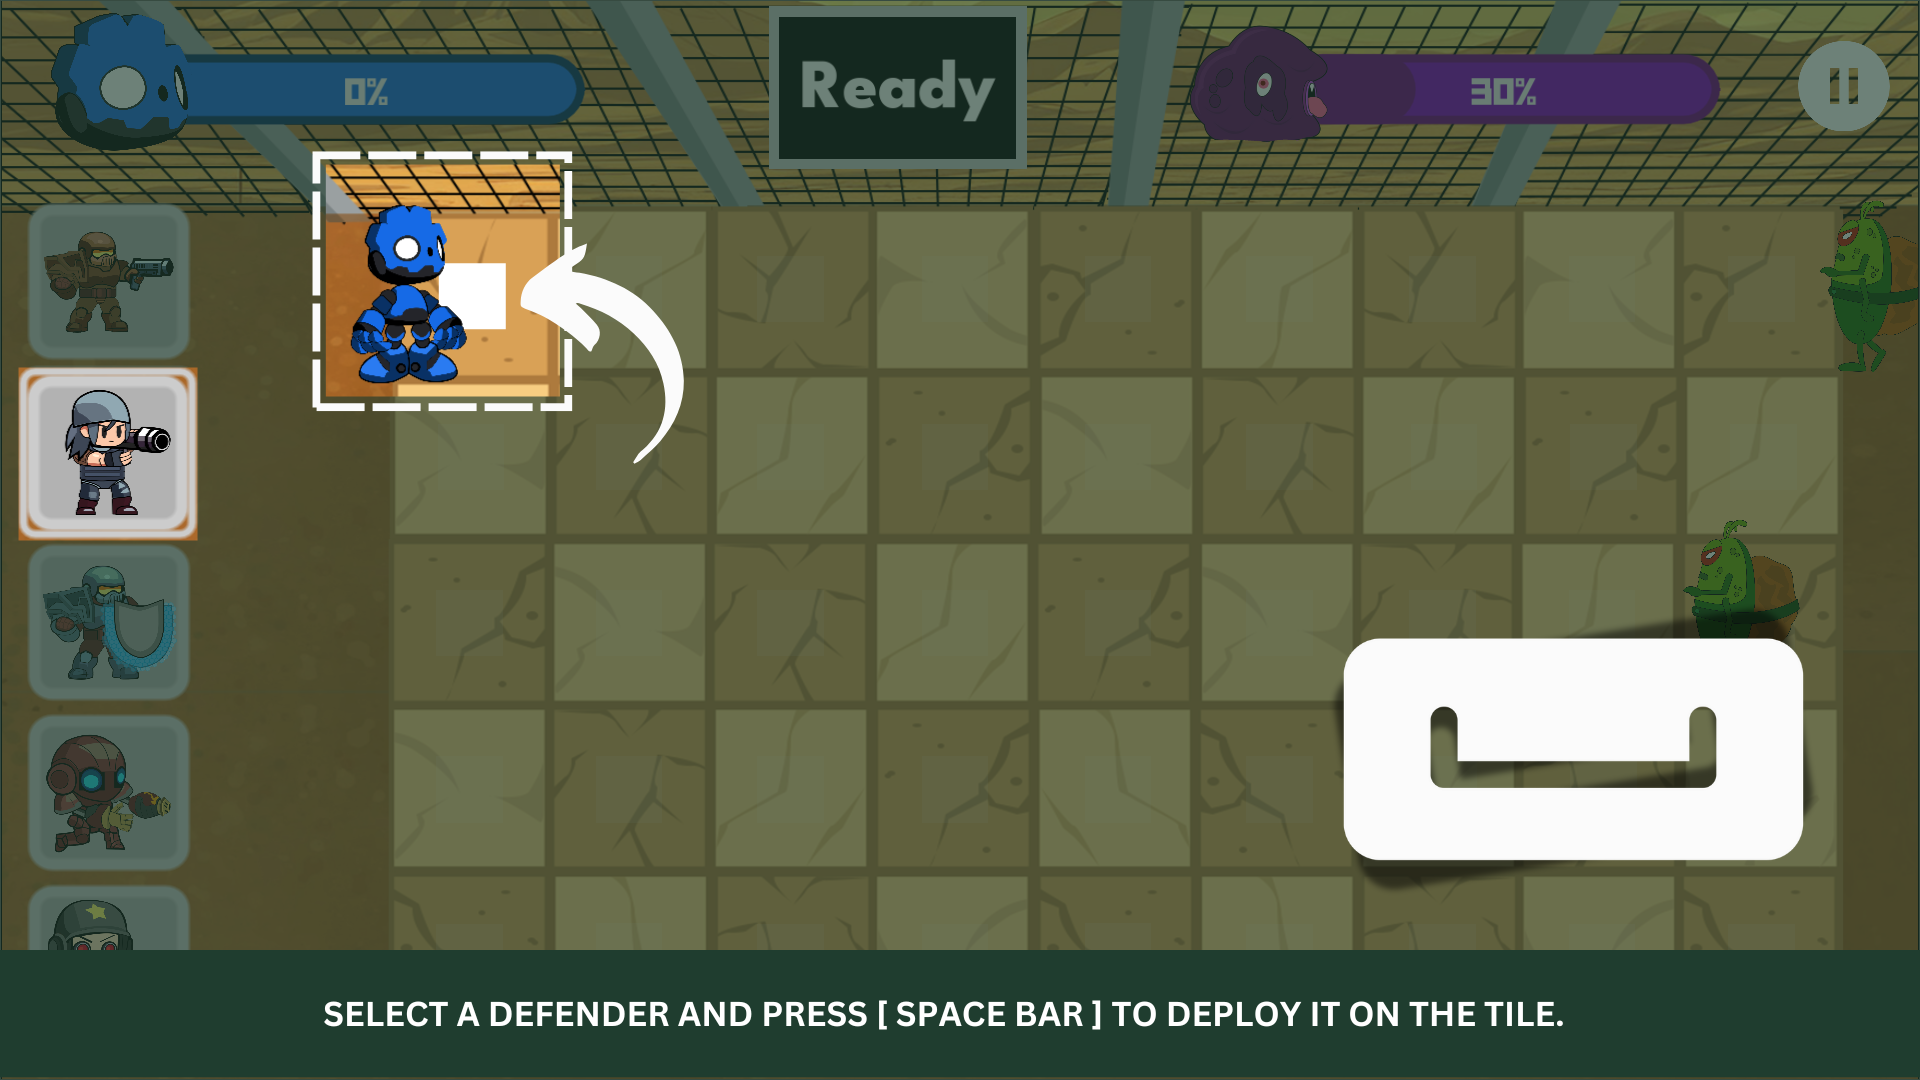 0%
Ready
30%
SELECT A DEFENDER AND PRESS [ SPACE BAR ] TO DEPLOY IT ON THE TILE.